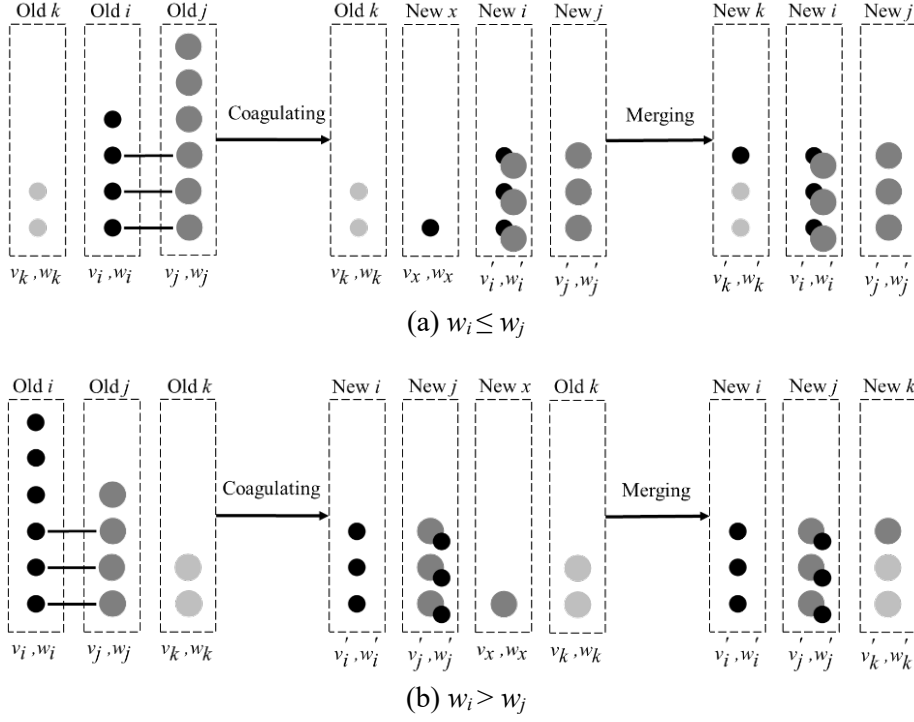 Old k Old i Old j Old k New x New i New j New k New i New j
Coagulating Merging
v_k ,w_k v_i ,w_i v_j ,w_j v_k ,w_k v_x ,w_x v_i' ,w_i' v_j' ,w_j' v_k' ,w_k' v_i' ,w_i' v_j' ,w_j'
(a) w_i ≤ w_j
Old i Old j Old k New i New j New x Old k New i New j New k
Coagulating Merging
v_i ,w_i v_j ,w_j v_k ,w_k v_i' ,w_i' v_j' ,w_j' v_x ,w_x v_k ,w_k v_i' ,w_i' v_j' ,w_j' v_k' ,w_k'
(b) w_i > w_j